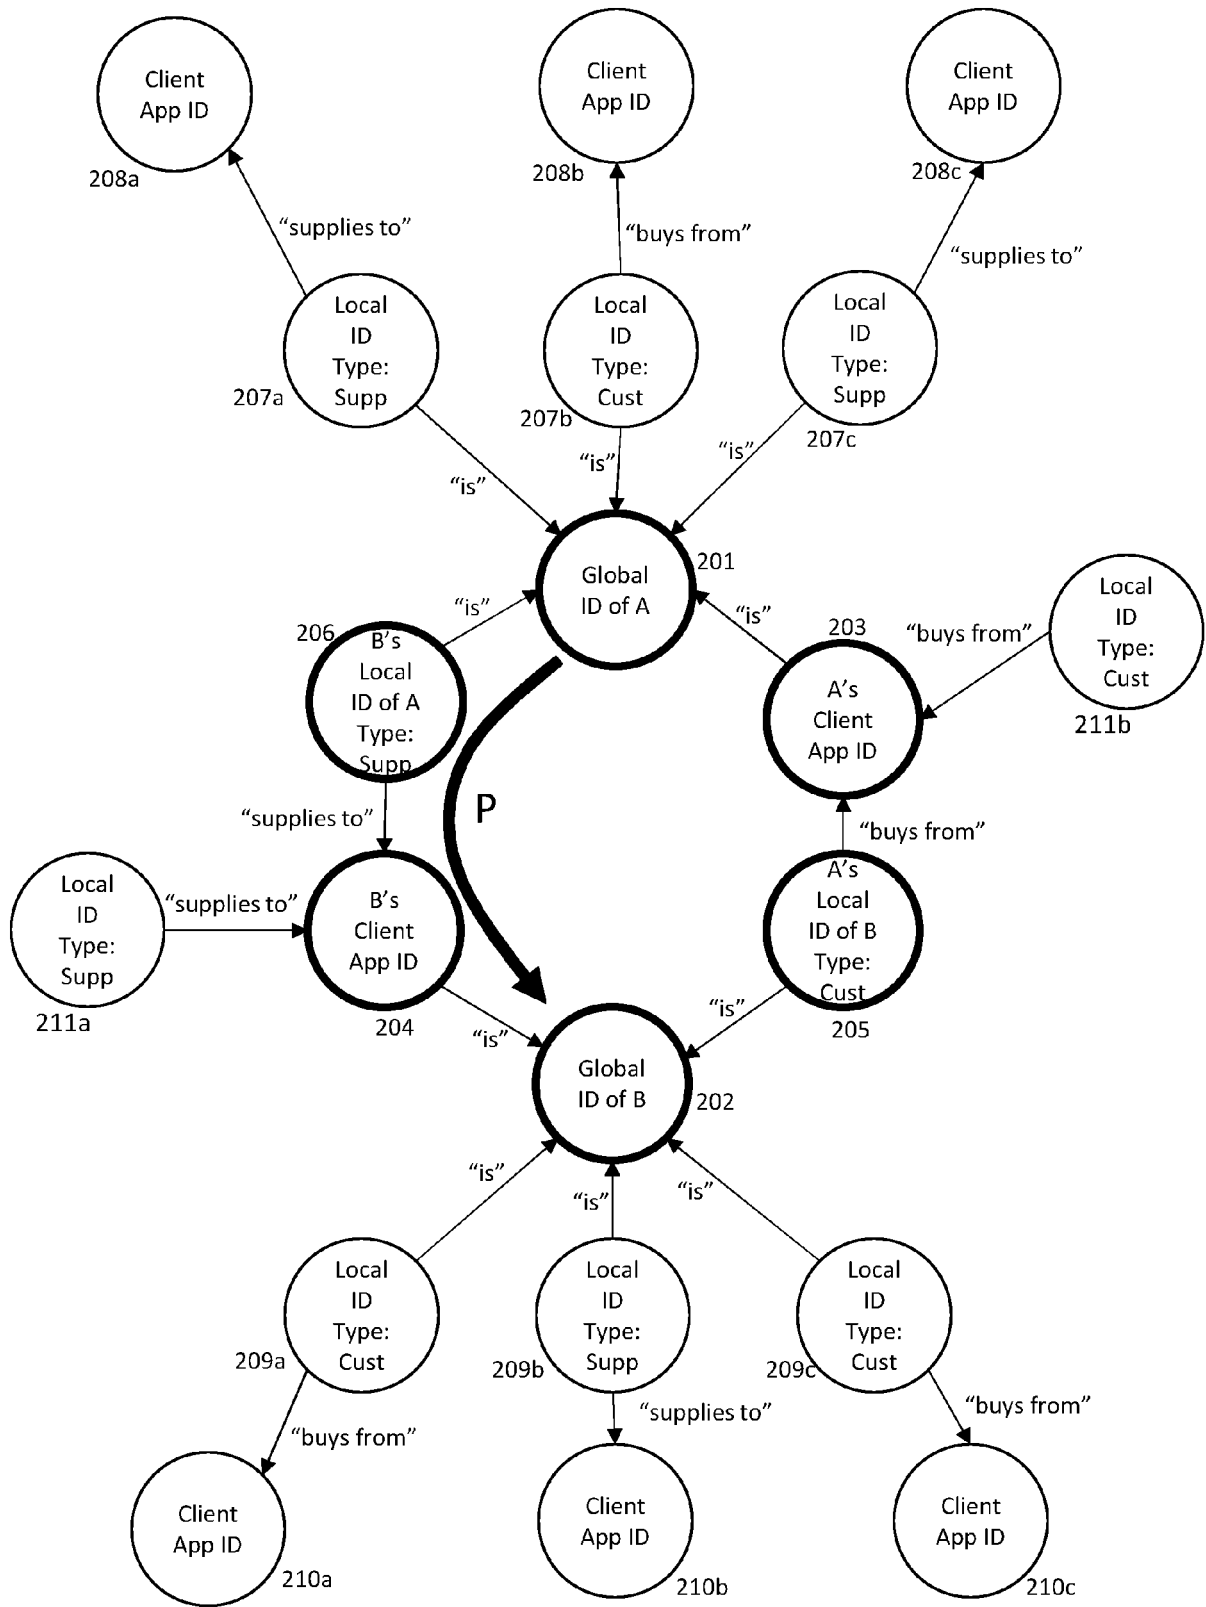 Client
App ID
208a
Client
App ID
208b
Client
App ID
208c
“supplies to”
“buys from”
“supplies to”
Local
ID
Type:
Supp
207a
Local
ID
Type:
Cust
207b
Local
ID
Type:
Supp
207c
“is”
“is”
“is”
Global
ID of A
201
“is”
“is”
206
B’s
Local
ID of A
Type:
Supp
203
A’s
Client
App ID
“buys from”
Local
ID
Type:
Cust
211b
P
“supplies to”
“buys from”
Local
ID
Type:
Supp
211a
“supplies to”
B’s
Client
App ID
204
A’s
Local
ID of B
Type:
Cust
205
“is”
“is”
Global
ID of B
202
“is”
“is”
“is”
Local
ID
Type:
Cust
209a
Local
ID
Type:
Supp
209b
Local
ID
Type:
Cust
209c
“buys from”
“supplies to”
“buys from”
Client
App ID
210a
Client
App ID
210b
Client
App ID
210c